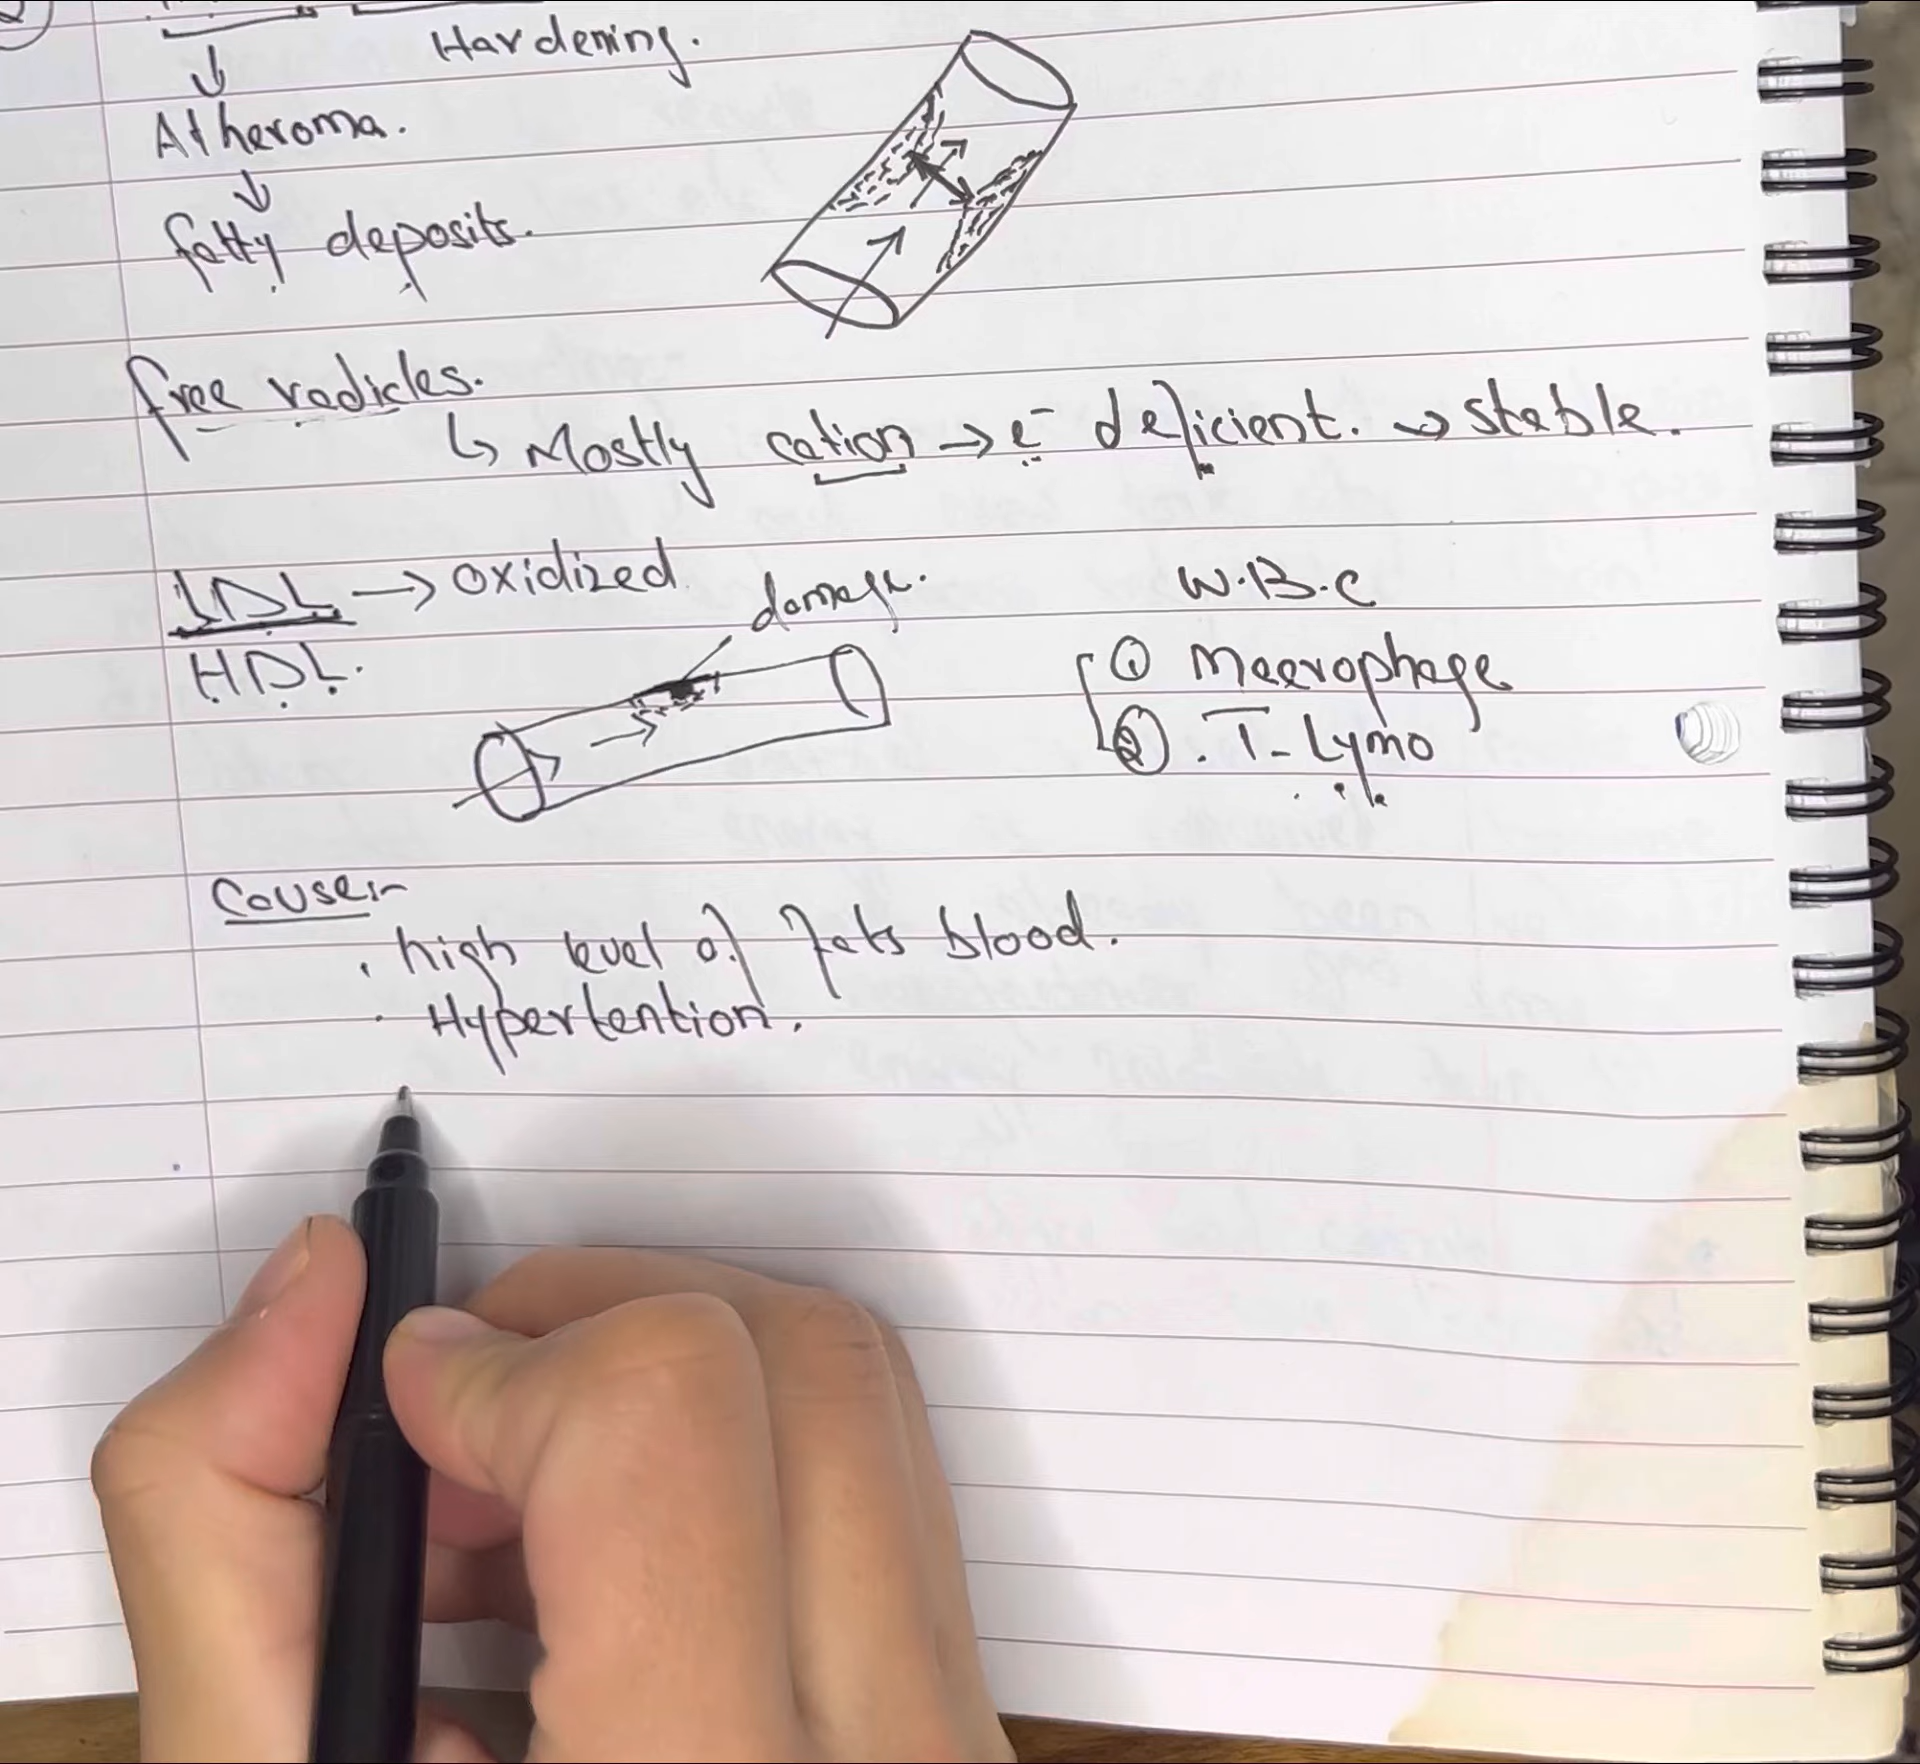 Hardening.
Atheroma.
fatty deposits.
free radicles.
↳ Mostly cation → e⁻ deficient. → stable.
LDL → oxidized
damage.
HDL.
W.B.C
① Macrophage
② . T-Lymo
Cause:-
. high level of fats blood.
. Hypertention.